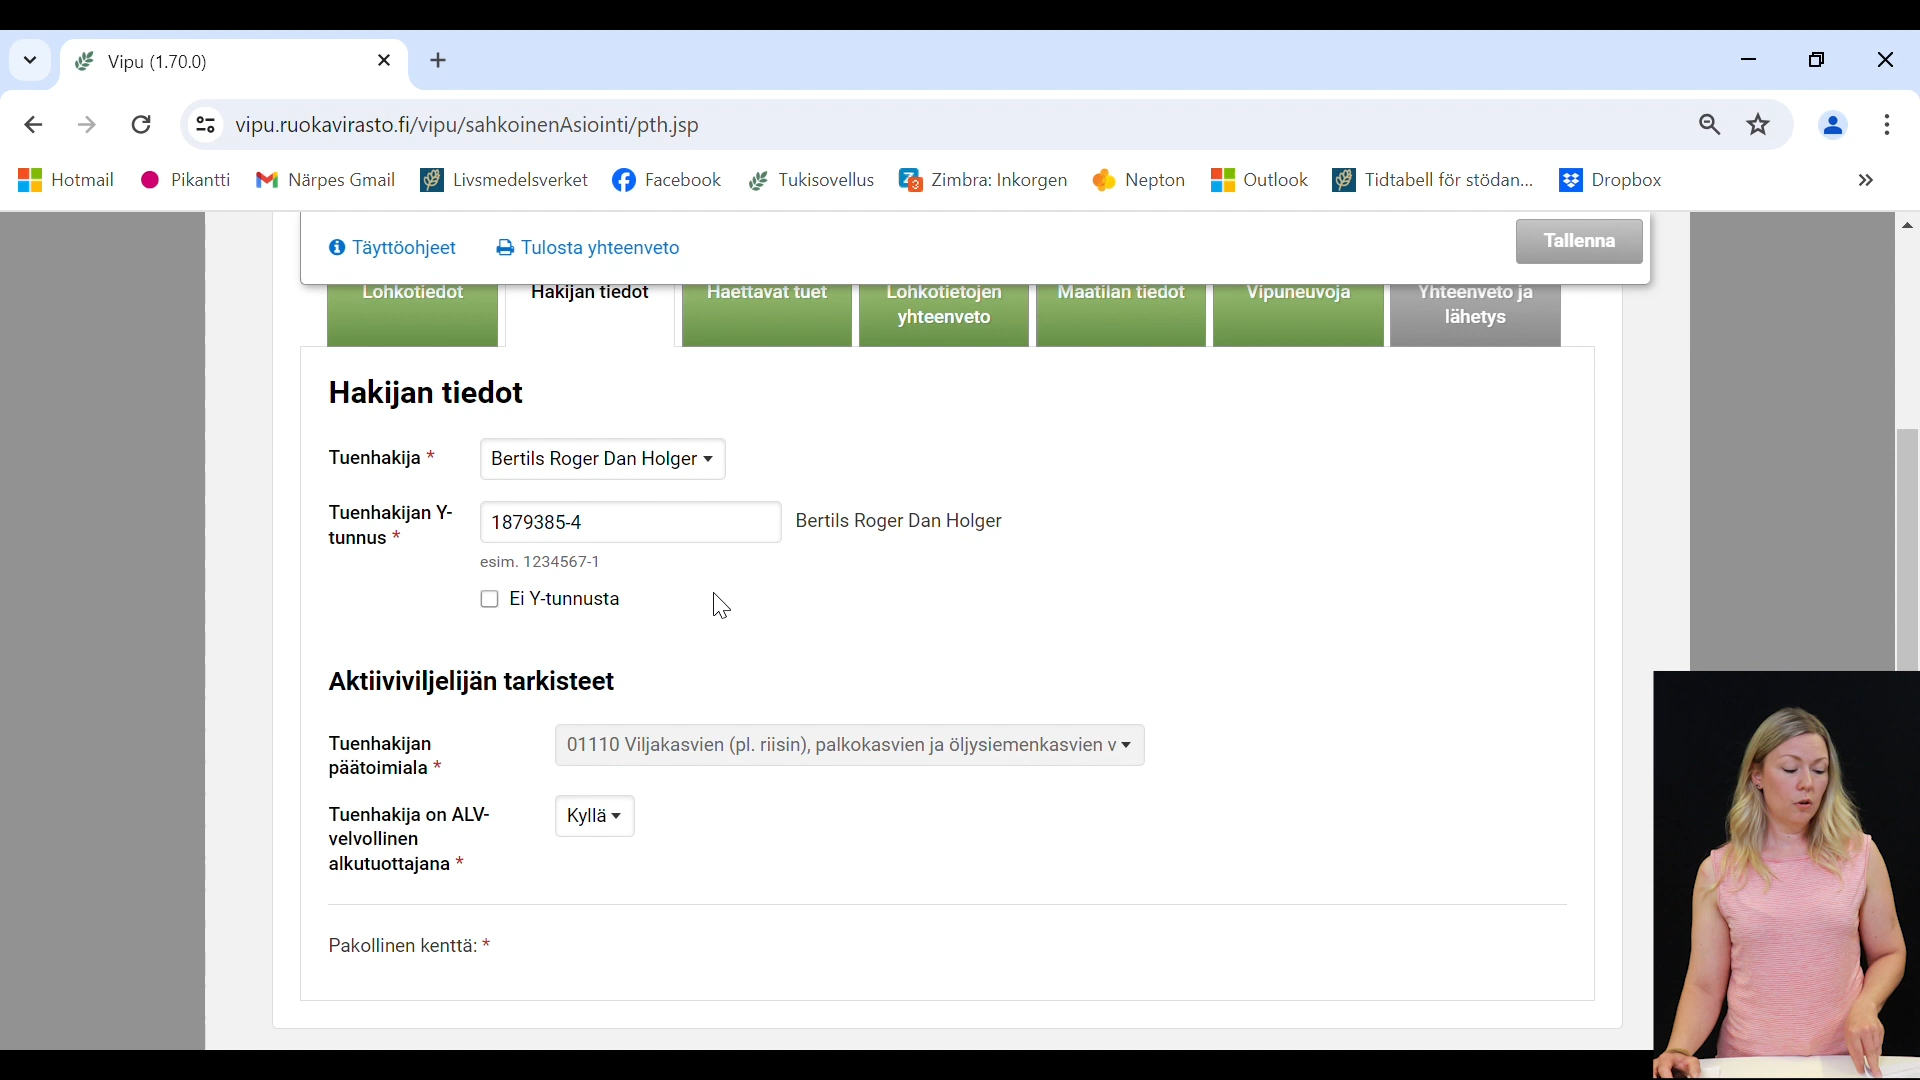 Vipu (1.70.0)
vipu.ruokavirasto.fi/vipu/sahkoinenAsiointi/pth.jsp
Hotmail
Pikantti
Närpes Gmail
Livsmedelsverket
Facebook
Tukisovellus
Zimbra: Inkorgen
Nepton
Outlook
Tidtabell för stödan...
Dropbox
Täyttöohjeet
Tulosta yhteenveto
Tallenna
Lohkotiedot
Hakijan tiedot
Haettavat tuet
Lohkotietojen
yhteenveto
Maatilan tiedot
Vipuneuvoja
Yhteenveto ja
lähetys
Hakijan tiedot
Tuenhakija *
Bertils Roger Dan Holger
Tuenhakijan Y-
tunnus *
1879385-4
Bertils Roger Dan Holger
esim. 1234567-1
Ei Y-tunnusta
Aktiiviviljelijän tarkisteet
Tuenhakijan
päätoimiala *
01110 Viljakasvien (pl. riisin), palkokasvien ja öljysiemenkasvien v
Tuenhakija on ALV-
velvollinen
alkutuottajana *
Kyllä
Pakollinen kenttä: *